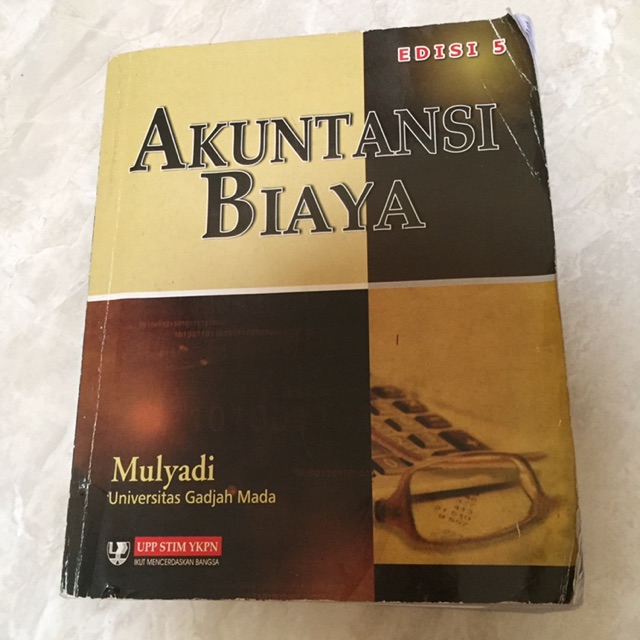 EDISI 5
AKUNTANSI
BIAYA
Mulyadi
Universitas Gadjah Mada
UPP STIM YKPN
IKUT MENCERDASKAN BANGSA